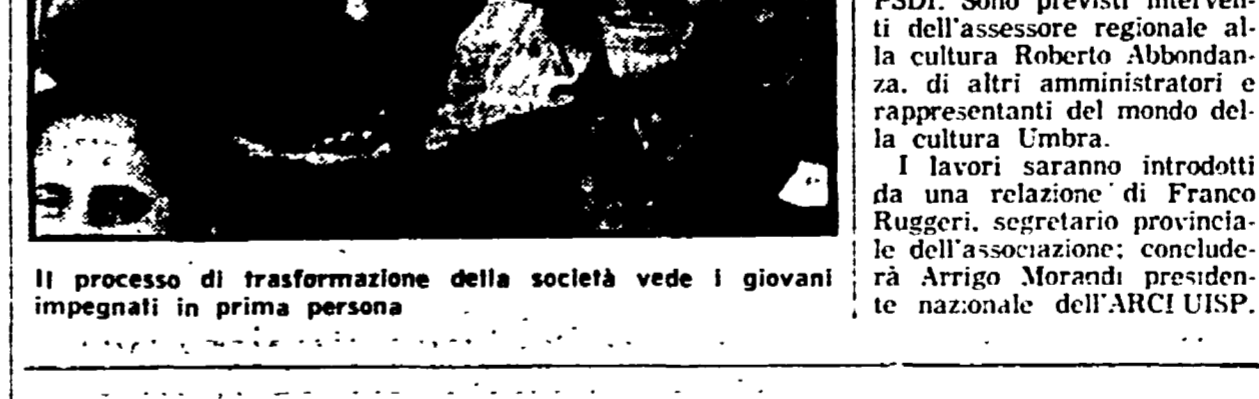 Il processo di trasformazione della società vede i giovani
impegnati in prima persona
PSDI. Sono previsti interven-
ti dell'assessore regionale al-
la cultura Roberto Abbondan-
za, di altri amministratori e
rappresentanti del mondo del-
la cultura Umbra.
I lavori saranno introdotti
da una relazione di Franco
Ruggeri, segretario provincia-
le dell'associazione; conclude-
rà Arrigo Morandi presiden-
te nazionale dell'ARCI UISP.